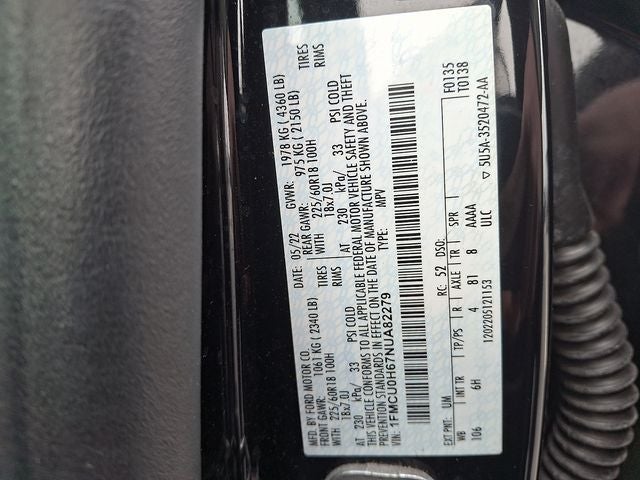 MFD. BY FORD MOTOR CO.
DATE: 05/22 GVWR: 1978 KG ( 4360 LB)
FRONT GAWR: 1061 KG ( 2340 LB) REAR GAWR: 975 KG ( 2150 LB)
WITH 225/60R18 100H TIRES WITH 225/60R18 100H TIRES
18x7.0J RIMS 18x7.0J RIMS
AT 230 kPa/ 33 PSI COLD AT 230 kPa/ 33 PSI COLD
THIS VEHICLE CONFORMS TO ALL APPLICABLE FEDERAL MOTOR VEHICLE SAFETY AND THEFT
PREVENTION STANDARDS IN EFFECT ON THE DATE OF MANUFACTURE SHOWN ABOVE.
VIN: 1FMCU0H67NUA82279 TYPE: MPV
F0135
T0138
EXT PNT: UM RC: 52 DSO:
WB INT TR TP/PS R AXLE TR SPR
106 6H 4 81 8 AAAA
ULC
1202205121153 ▽ 5U5A-3520472-AA